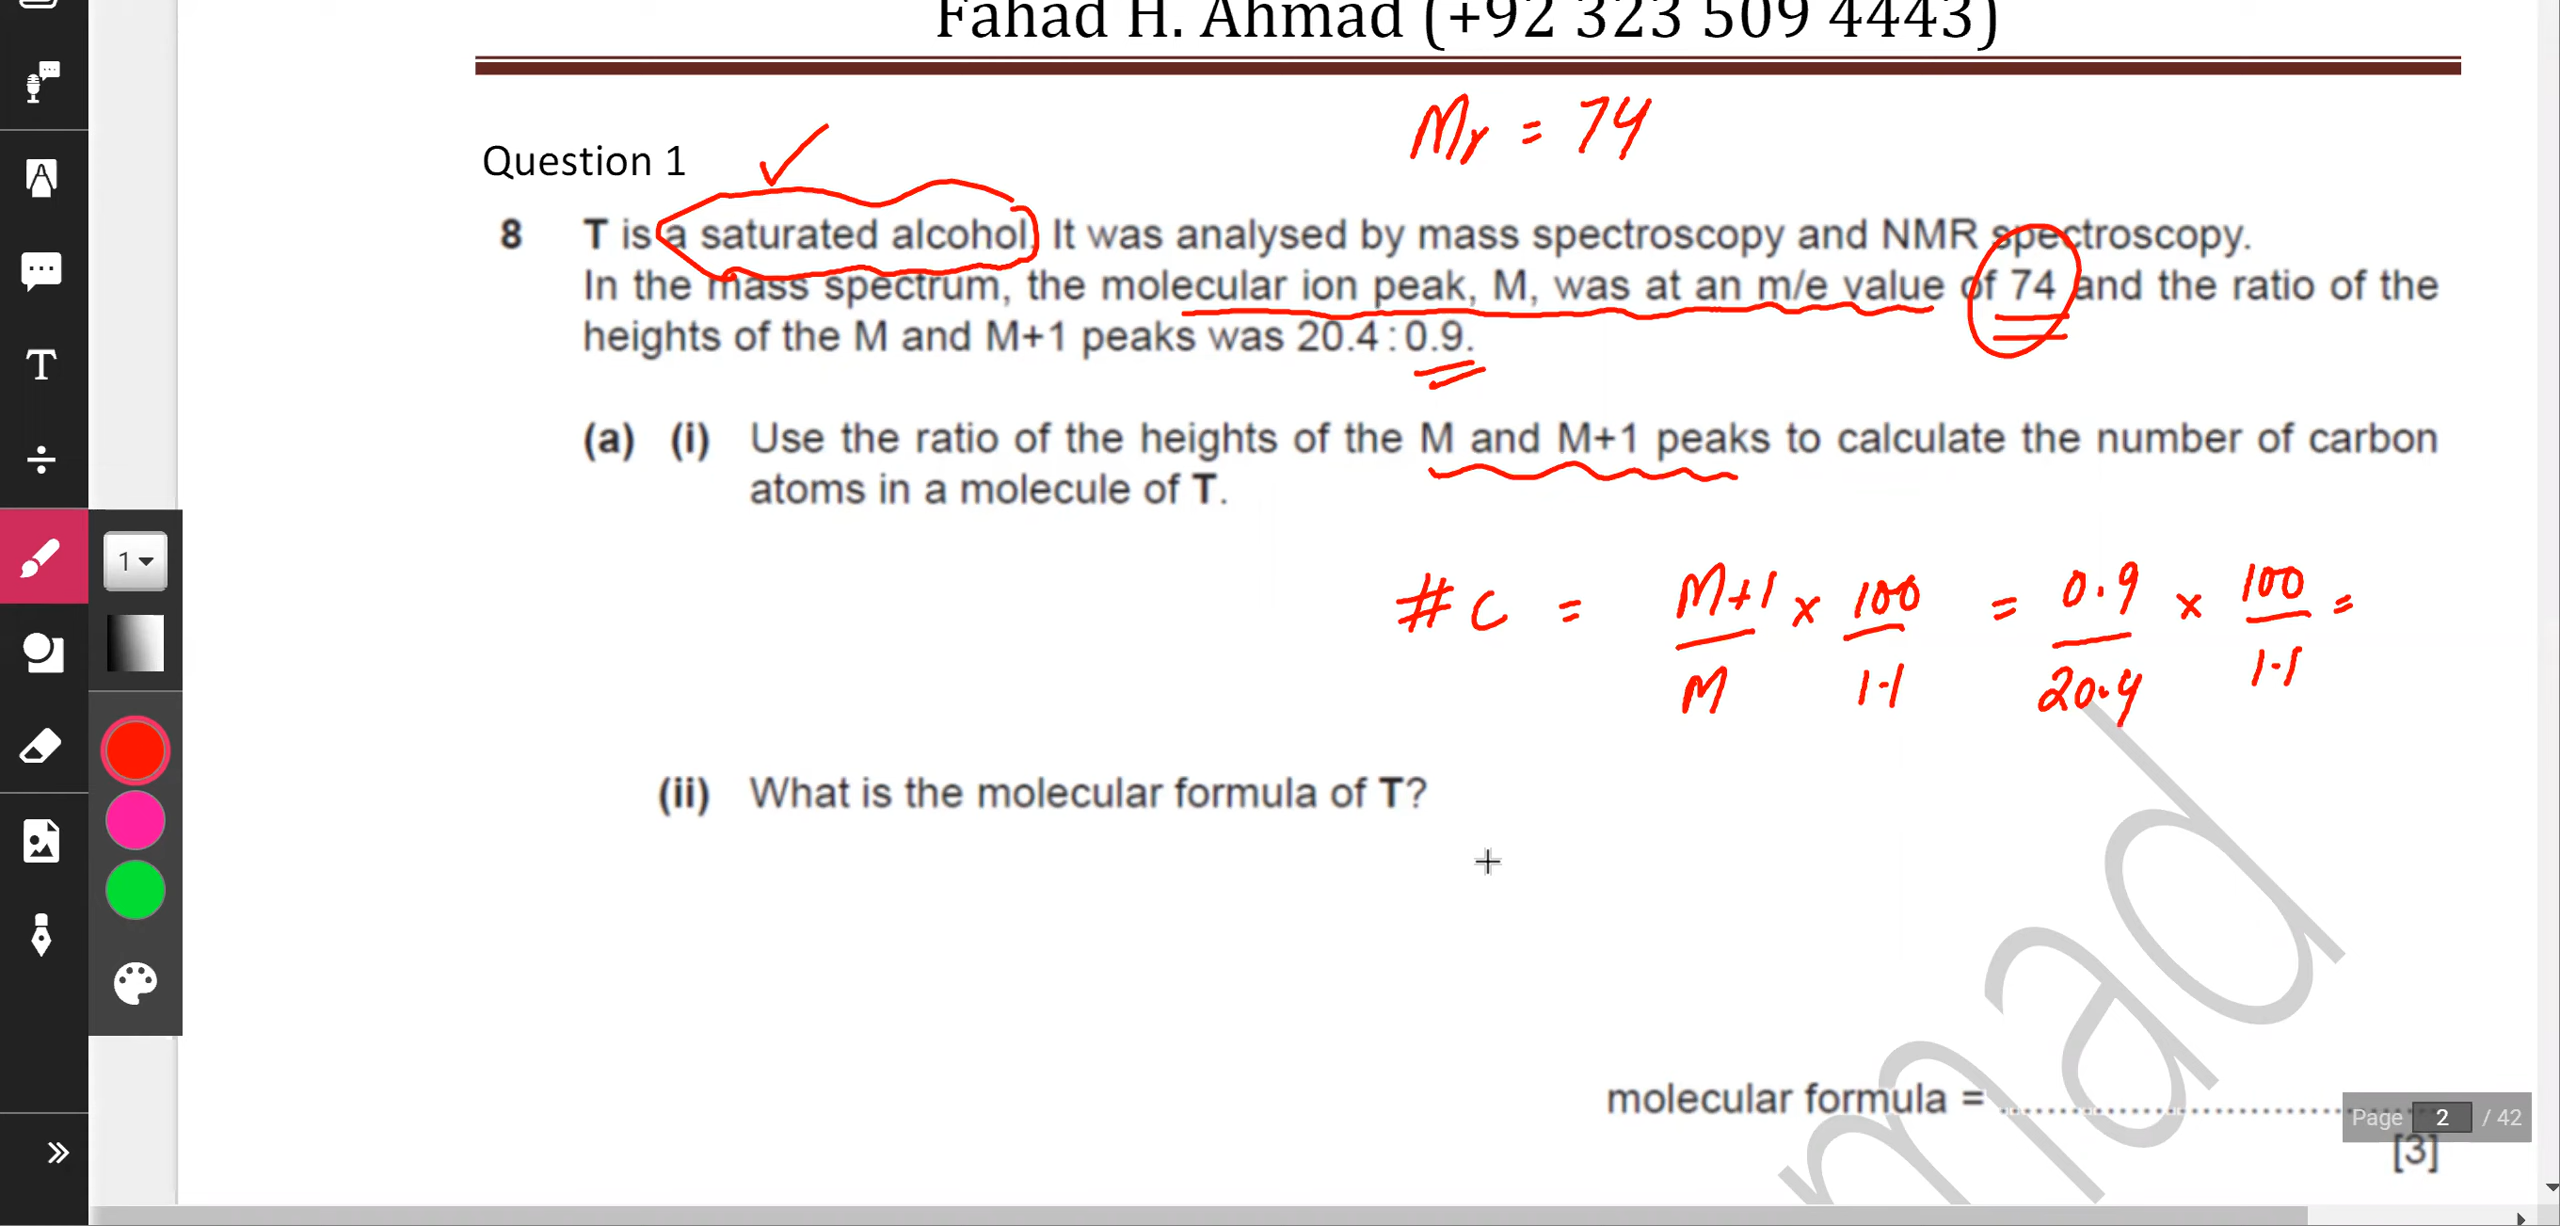 Fahad H. Ahmad (+92 323 509 4443)
Mr = 74
Question 1
8 T is a saturated alcohol. It was analysed by mass spectroscopy and NMR spectroscopy.
In the mass spectrum, the molecular ion peak, M, was at an m/e value of 74 and the ratio of the
heights of the M and M+1 peaks was 20.4 : 0.9.
(a) (i) Use the ratio of the heights of the M and M+1 peaks to calculate the number of carbon
atoms in a molecule of T.
# C = M+1/M × 100/1.1 = 0.9/20.4 × 100/1.1 =
(ii) What is the molecular formula of T?
molecular formula = ........................................
[3]
mad
T
1
Page 2 / 42